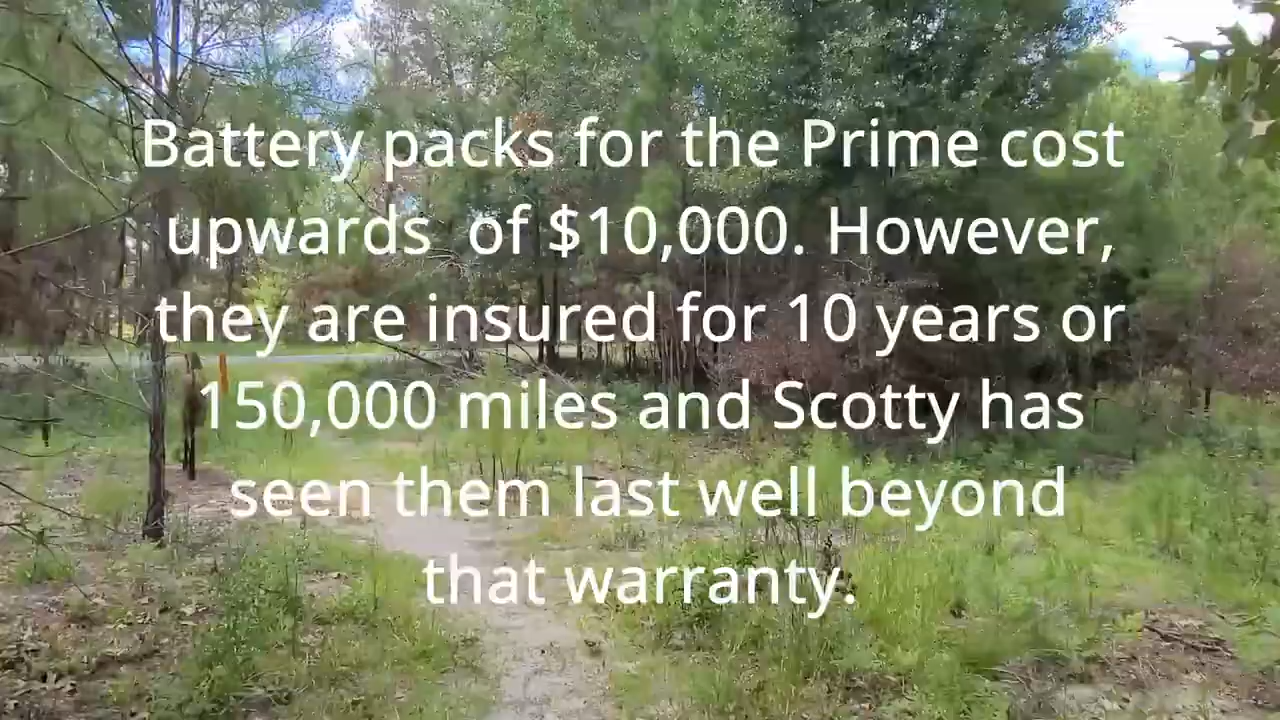 Battery packs for the Prime cost
upwards  of $10,000. However,
they are insured for 10 years or
150,000 miles and Scotty has
seen them last well beyond
that warranty.